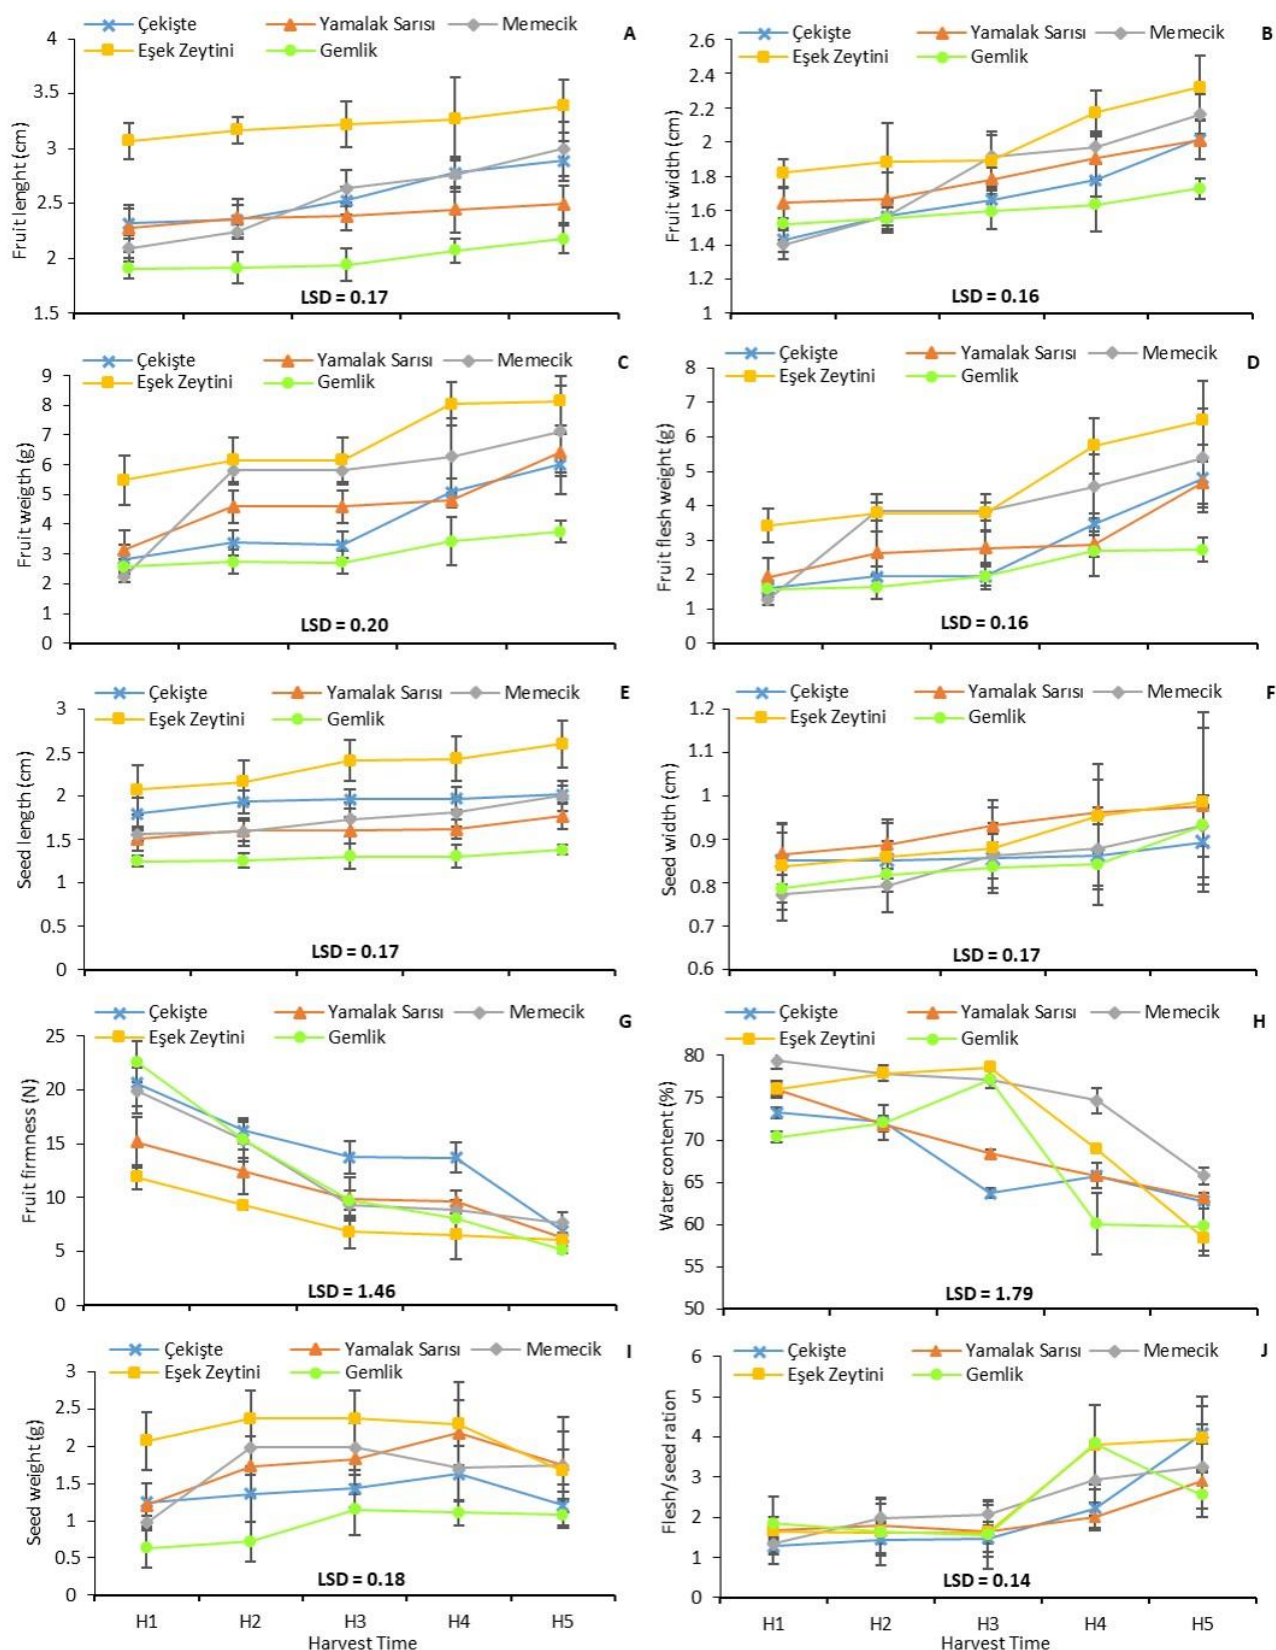 Çekişte Yamalak Sarısı Memecik A
Eşek Zeytini Gemlik
Fruit lenght (cm)
4
3.5
3
2.5
2
1.5
LSD = 0.17
Çekişte Yamalak Sarısı Memecik B
Eşek Zeytini Gemlik
Fruit width (cm)
2.6
2.4
2.2
2
1.8
1.6
1.4
1.2
1
LSD = 0.16
Çekişte Yamalak Sarısı Memecik C
Eşek Zeytini Gemlik
Fruit weigth (g)
9
8
7
6
5
4
3
2
1
0
LSD = 0.20
Çekişte Yamalak Sarısı Memecik D
Eşek Zeytini Gemlik
Fruit flesh weight (g)
8
7
6
5
4
3
2
1
0
LSD = 0.16
Çekişte Yamalak Sarısı Memecik E
Eşek Zeytini Gemlik
Seed length (cm)
3
2.5
2
1.5
1
0.5
0
LSD = 0.17
Çekişte Yamalak Sarısı Memecik F
Eşek Zeytini Gemlik
Seed width (cm)
1.2
1.1
1
0.9
0.8
0.7
0.6
LSD = 0.17
Çekişte Yamalak Sarısı Memecik G
Eşek Zeytini Gemlik
Fruit firmness (N)
25
20
15
10
5
0
LSD = 1.46
Çekişte Yamalak Sarısı Memecik H
Eşek Zeytini Gemlik
Water content (%)
80
75
70
65
60
55
50
LSD = 1.79
Çekişte Yamalak Sarısı Memecik I
Eşek Zeytini Gemlik
Seed weight (g)
3
2.5
2
1.5
1
0.5
0
LSD = 0.18
H1 H2 H3 H4 H5
Harvest Time
Çekişte Yamalak Sarısı Memecik J
Eşek Zeytini Gemlik
Flesh/seed ration
6
5
4
3
2
1
0
LSD = 0.14
H1 H2 H3 H4 H5
Harvest Time